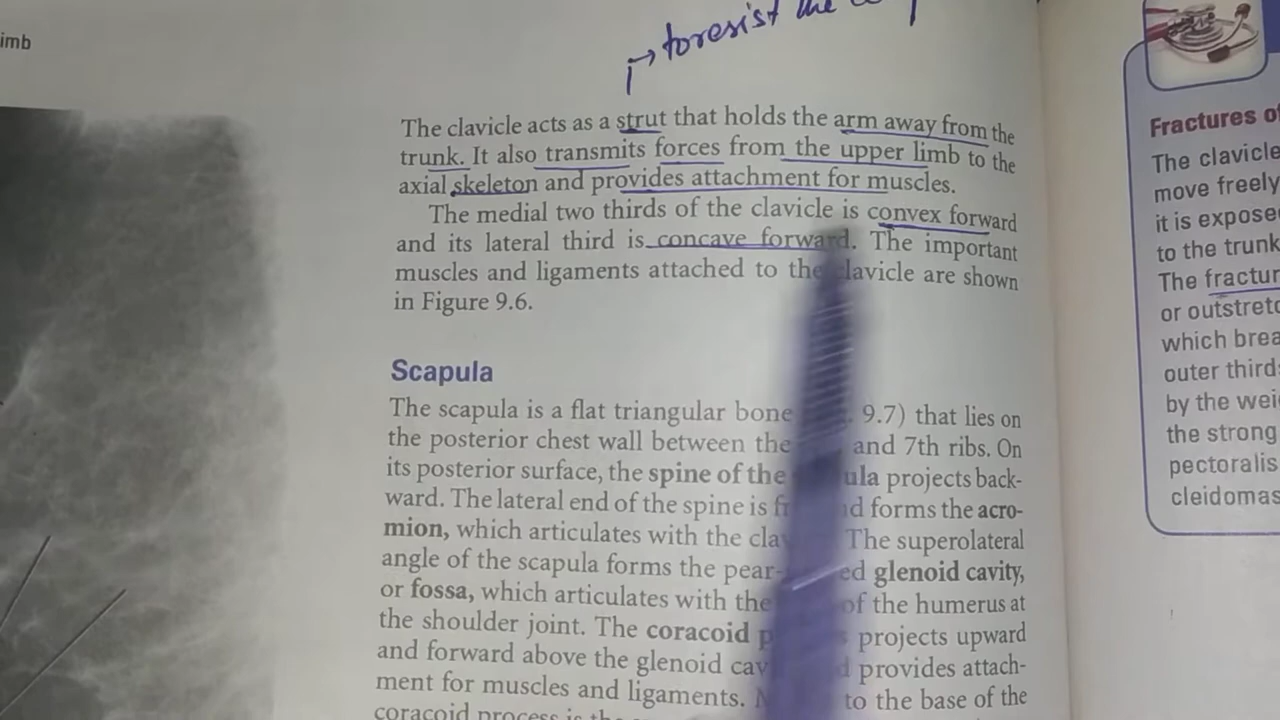 imb
→ to resist the
The clavicle acts as a strut that holds the arm away from the
trunk. It also transmits forces from the upper limb to the
axial skeleton and provides attachment for muscles.
The medial two thirds of the clavicle is convex forward
and its lateral third is concave forward. The important
muscles and ligaments attached to the clavicle are shown
in Figure 9.6.
Scapula
The scapula is a flat triangular bone 9.7) that lies on
the posterior chest wall between the and 7th ribs. On
its posterior surface, the spine of the ula projects back-
ward. The lateral end of the spine is forms the acro-
mion, which articulates with the The superolateral
angle of the scapula forms the pear- ed glenoid cavity,
or fossa, which articulates with the of the humerus at
the shoulder joint. The coracoid projects upward
and forward above the glenoid provides attach-
ment for muscles and ligaments. to the base of the
coracoid process is
Fractures of
The clavicle
move freely
it is expose
to the trunk
The fractur
or outstretc
which brea
outer third
by the wei
the strong
pectoralis
cleidomas